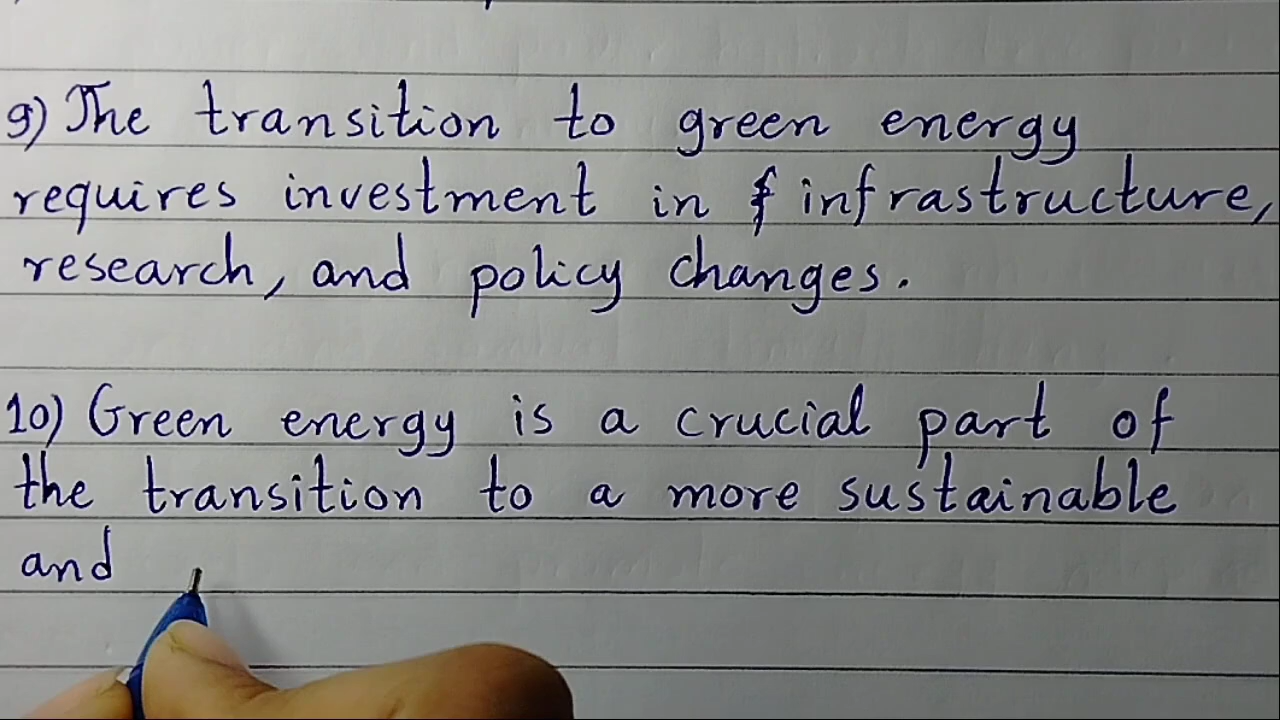 9) The transition to green energy
requires investment in infrastructure,
research, and policy changes.
10) Green energy is a crucial part of
the transition to a more sustainable
and